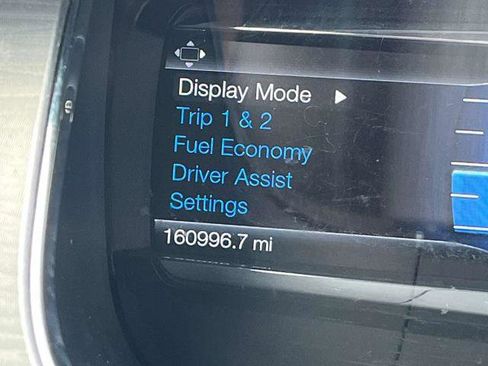 Display Mode
Trip 1 & 2
Fuel Economy
Driver Assist
Settings
160996.7 mi